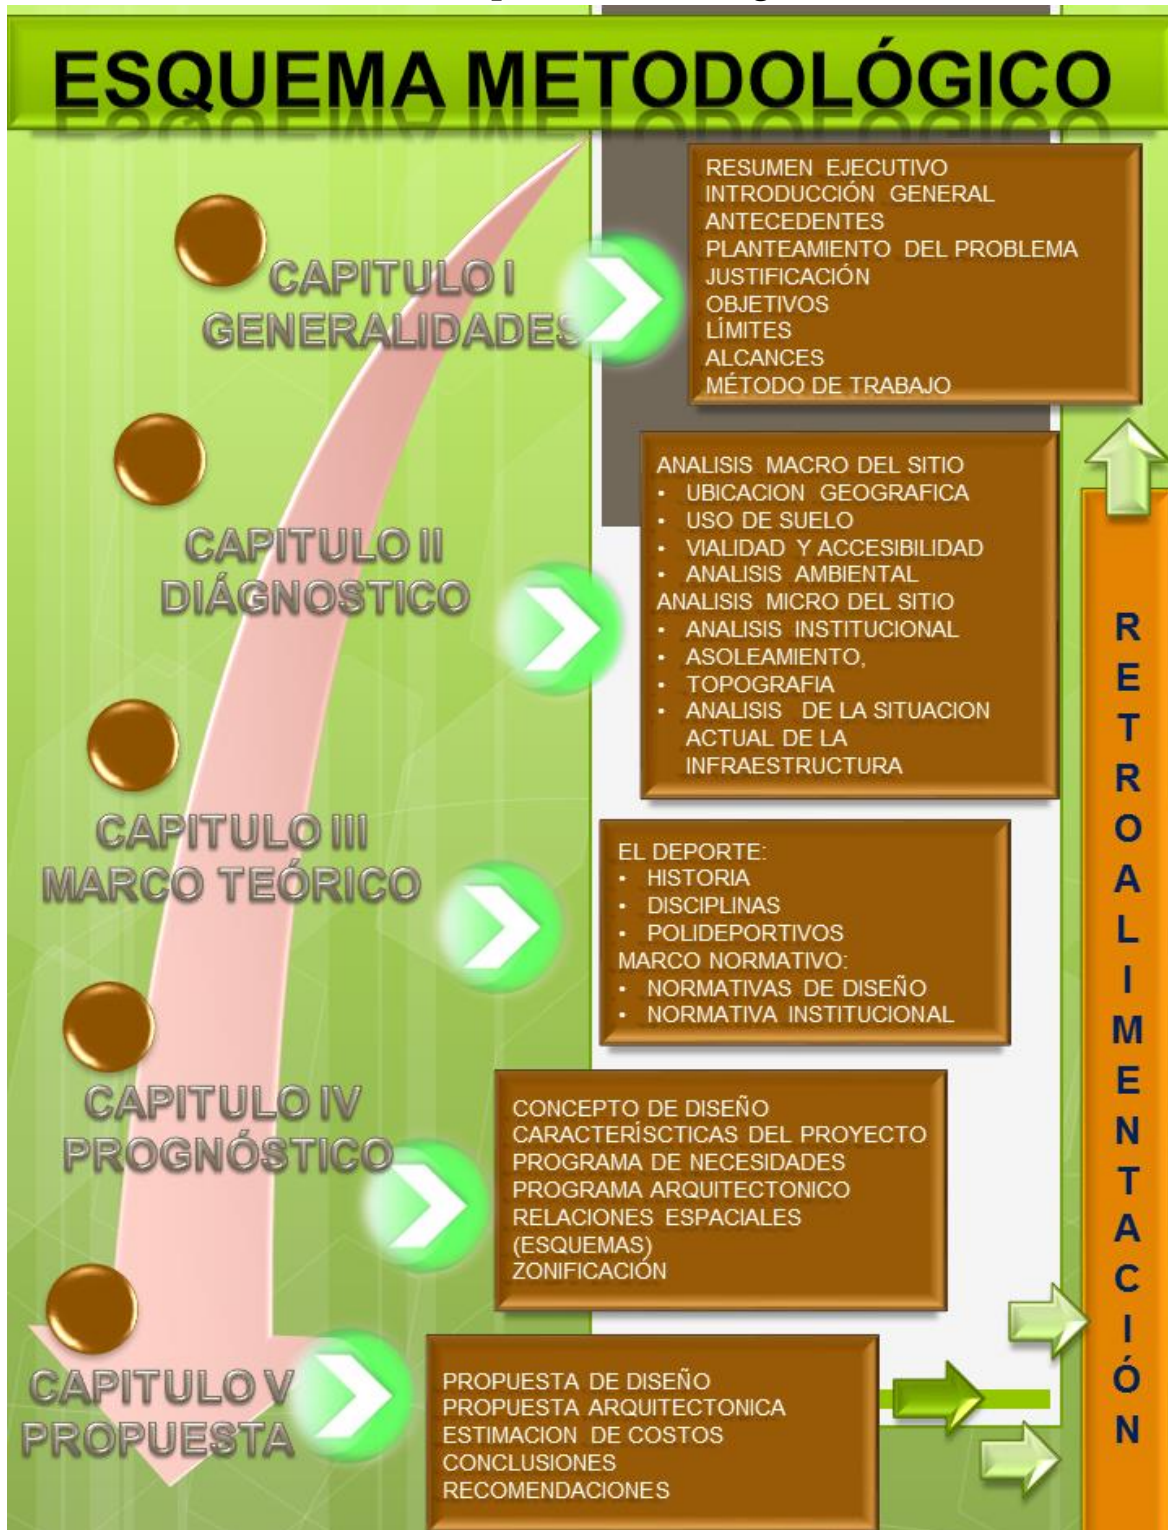 ESQUEMA METODOLÓGICO
CAPITULO I
GENERALIDADES
RESUMEN EJECUTIVO
INTRODUCCIÓN GENERAL
ANTECEDENTES
PLANTEAMIENTO DEL PROBLEMA
JUSTIFICACIÓN
OBJETIVOS
LÍMITES
ALCANCES
MÉTODO DE TRABAJO
CAPITULO II
DIÁGNOSTICO
ANALISIS MACRO DEL SITIO
• UBICACION GEOGRAFICA
• USO DE SUELO
• VIALIDAD Y ACCESIBILIDAD
• ANALISIS AMBIENTAL
ANALISIS MICRO DEL SITIO
• ANALISIS INSTITUCIONAL
• ASOLEAMIENTO,
• TOPOGRAFIA
• ANALISIS DE LA SITUACION
ACTUAL DE LA
INFRAESTRUCTURA
CAPITULO III
MARCO TEÓRICO
EL DEPORTE:
• HISTORIA
• DISCIPLINAS
• POLIDEPORTIVOS
MARCO NORMATIVO:
• NORMATIVAS DE DISEÑO
• NORMATIVA INSTITUCIONAL
CAPITULO IV
PROGNÓSTICO
CONCEPTO DE DISEÑO
CARACTERÍSCTICAS DEL PROYECTO
PROGRAMA DE NECESIDADES
PROGRAMA ARQUITECTONICO
RELACIONES ESPACIALES
(ESQUEMAS)
ZONIFICACIÓN
CAPITULO V
PROPUESTA
PROPUESTA DE DISEÑO
PROPUESTA ARQUITECTONICA
ESTIMACION DE COSTOS
CONCLUSIONES
RECOMENDACIONES
RETROALIMENTACIÓN